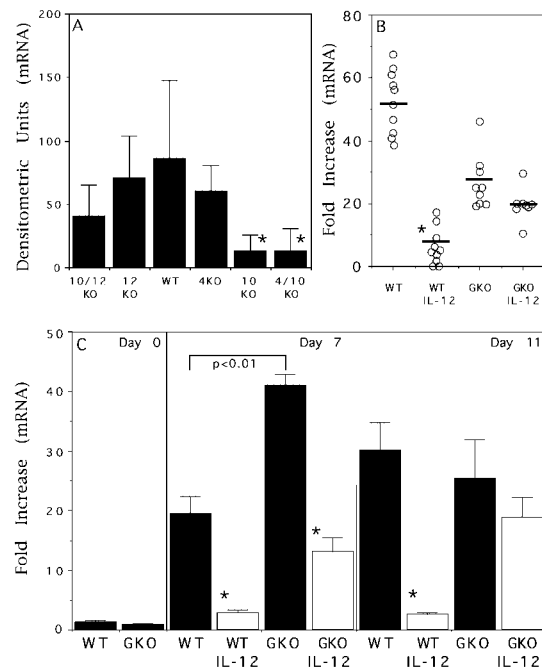 A
Densitometric Units (mRNA)
200
150
100
50
0
*
*
10/12 KO
12 KO
WT
4KO
10 KO
4/10 KO
B
Fold Increase (mRNA)
80
60
40
20
0
*
WT
WT IL-12
GKO
GKO IL-12
C
Day 0
Day 7
Day 11
p<0.01
Fold Increase (mRNA)
50
40
30
20
10
0
*
*
*
WT
GKO
WT
WT IL-12
GKO
GKO IL-12
WT
WT IL-12
GKO
GKO IL-12